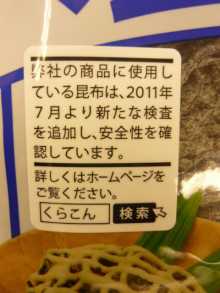 弊社の商品に使用し
ている昆布は、2011年
7月より新たな検査
を追加し、安全性を確
認しています。
詳しくはホームページを
ご覧ください。
くらこん 検索